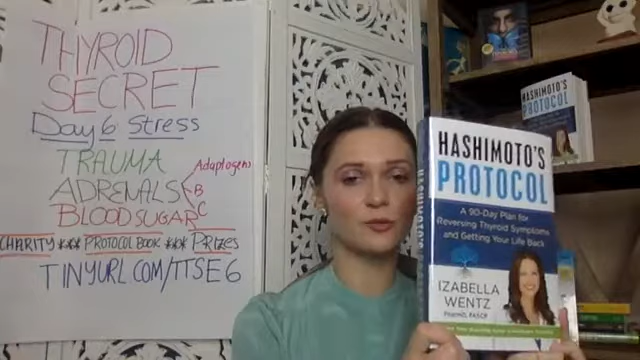 THYROID
SECRET
Day 6 Stress
TRAUMA
ADRENALS
Adaptogens
B
C
BLOOD SUGAR
CHARITY *** PROTOCOL BOOK *** PRIZES
TINYURL.COM/TTSE6
HASHIMOTO'S
PROTOCOL
A 90-Day Plan for
Reversing Thyroid Symptoms
and Getting Your Life Back
IZABELLA
WENTZ
PharmD, FASCP
HASHIMOTO'S
PROTOCOL